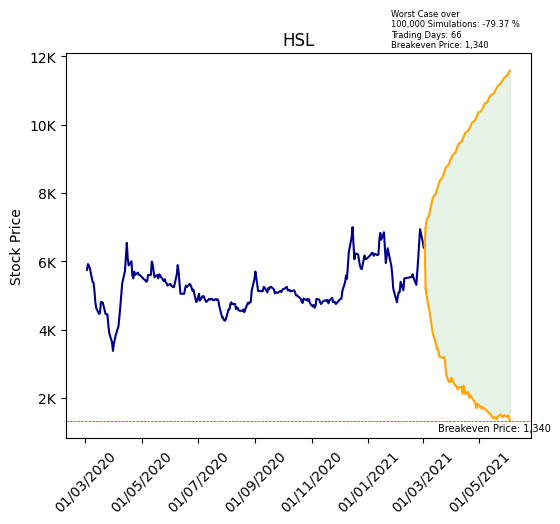 Worst Case over
100,000 Simulations: -79.37 %
Trading Days: 66
Breakeven Price: 1,340
HSL
Stock Price
12K
10K
8K
6K
4K
2K
Breakeven Price: 1,340
01/03/2020
01/05/2020
01/07/2020
01/09/2020
01/11/2020
01/01/2021
01/03/2021
01/05/2021